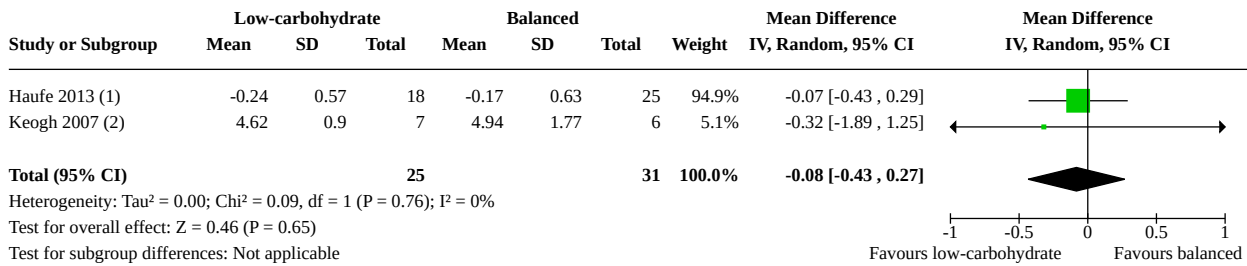 Low-carbohydrate Balanced Mean Difference Mean Difference
Study or Subgroup Mean SD Total Mean SD Total Weight IV, Random, 95% CI IV, Random, 95% CI
Haufe 2013 (1) -0.24 0.57 18 -0.17 0.63 25 94.9% -0.07 [-0.43 , 0.29]
Keogh 2007 (2) 4.62 0.9 7 4.94 1.77 6 5.1% -0.32 [-1.89 , 1.25]
Total (95% CI) 25 31 100.0% -0.08 [-0.43 , 0.27]
Heterogeneity: Tau² = 0.00; Chi² = 0.09, df = 1 (P = 0.76); I² = 0%
Test for overall effect: Z = 0.46 (P = 0.65)
-1 -0.5 0 0.5 1
Test for subgroup differences: Not applicable Favours low-carbohydrate Favours balanced